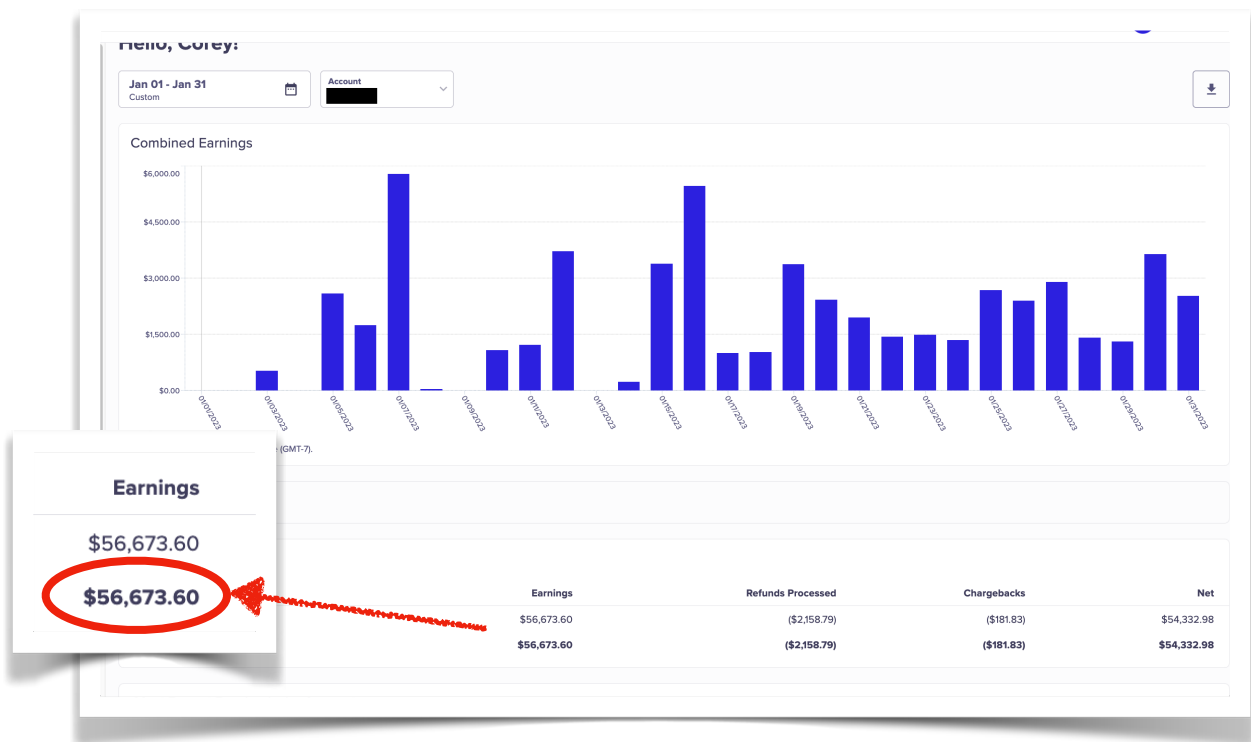 Hello, Corey!
Jan 01 - Jan 31
Custom
Account
Combined Earnings
$6,000.00
$4,500.00
$3,000.00
$1,500.00
$0.00
01/01/2023
01/03/2023
01/05/2023
01/07/2023
01/09/2023
01/11/2023
01/13/2023
01/15/2023
01/17/2023
01/19/2023
01/21/2023
01/23/2023
01/25/2023
01/27/2023
01/29/2023
01/31/2023
(GMT-7).
Earnings
$56,673.60
$56,673.60
Earnings Refunds Processed Chargebacks Net
$56,673.60 ($2,158.79) ($181.83) $54,332.98
$56,673.60 ($2,158.79) ($181.83) $54,332.98